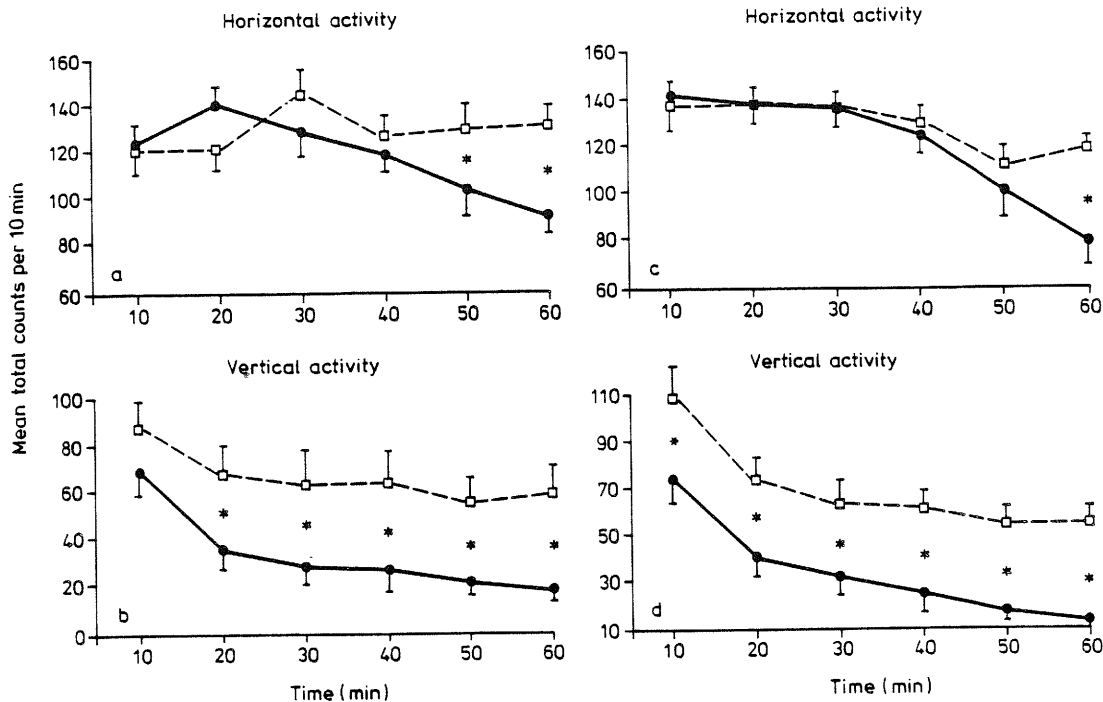 Horizontal activity
160
140
120
100
80
60
*
*
a
10 20 30 40 50 60
Horizontal activity
160
140
120
100
80
60
*
c
10 20 30 40 50 60
Mean total counts per 10 min
Vertical activity
100
80
60
40
20
0
* * * * *
b
10 20 30 40 50 60
Time (min)
Vertical activity
110
90
70
50
30
10
* * * * * *
d
10 20 30 40 50 60
Time (min)